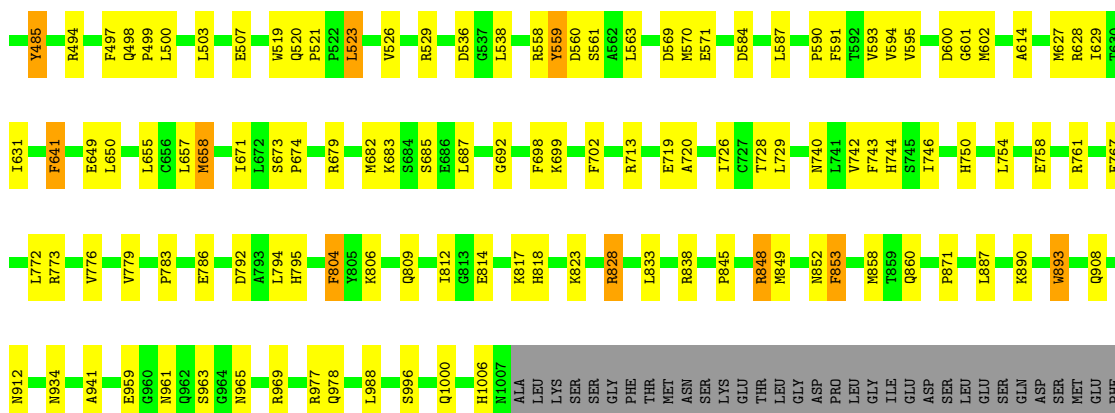 Y485 R494 F497 Q498 P499 L500 L503 E507 W519 Q520 P521 P522 L523 V526 R529 D536 G537 L538 R558 Y559 D560 S561 A562 L563 D569 M570 E571 D584 L587 P590 F591 T592 V593 V594 V595 D600 G601 M602 A614 M627 R628 I629 T630
I631 F641 E649 L650 L655 C656 L657 M658 I671 L672 S673 P674 R679 M682 K683 S684 S685 E686 L687 G692 F698 K699 F702 R713 E719 A720 I726 C727 T728 L729 N740 L741 V742 F743 H744 S745 I746 H750 L754 E758 R761
L772 R773 V776 V779 P783 E786 D792 A793 L794 H795 F804 Y805 K806 Q809 I812 G813 E814 K817 H818 K823 R828 L833 R838 P845 R848 M849 N852 F853 M858 T859 Q860 P871 L887 K890 W893 Q908
N912 N934 A941 E959 G960 N961 Q962 S963 G964 N965 R969 R977 Q978 L988 S996 Q1000 H1006 N1007 ALA LEU LYS SER SER GLY PHE THR MET ASN SER LYS GLU THR LEU GLY ASP PRO LEU GLY ILE GLU ASP SER LEU GLU SER GLN ASP SER MET GLU